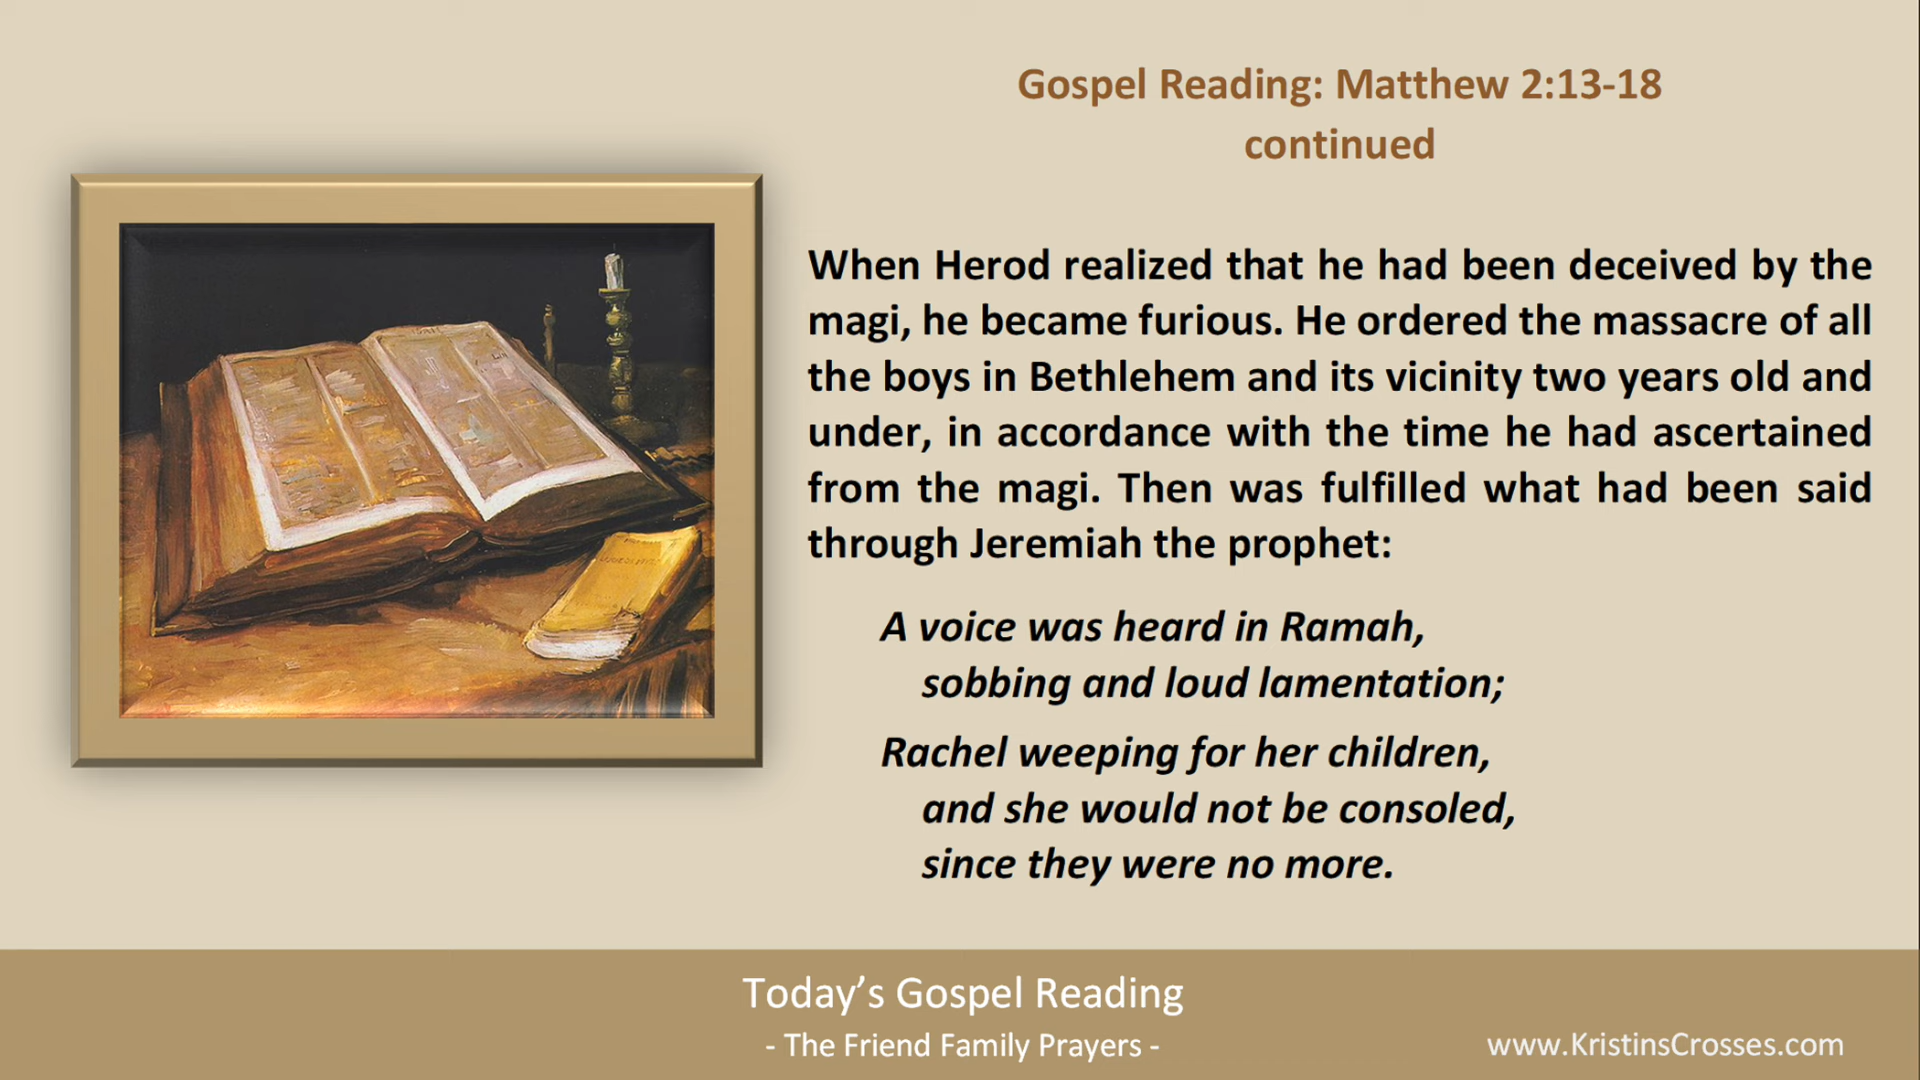 Gospel Reading: Matthew 2:13-18
continued
When Herod realized that he had been deceived by the
magi, he became furious. He ordered the massacre of all
the boys in Bethlehem and its vicinity two years old and
under, in accordance with the time he had ascertained
from the magi. Then was fulfilled what had been said
through Jeremiah the prophet:
A voice was heard in Ramah,
sobbing and loud lamentation;
Rachel weeping for her children,
and she would not be consoled,
since they were no more.
Today’s Gospel Reading
- The Friend Family Prayers -
www.KristinsCrosses.com